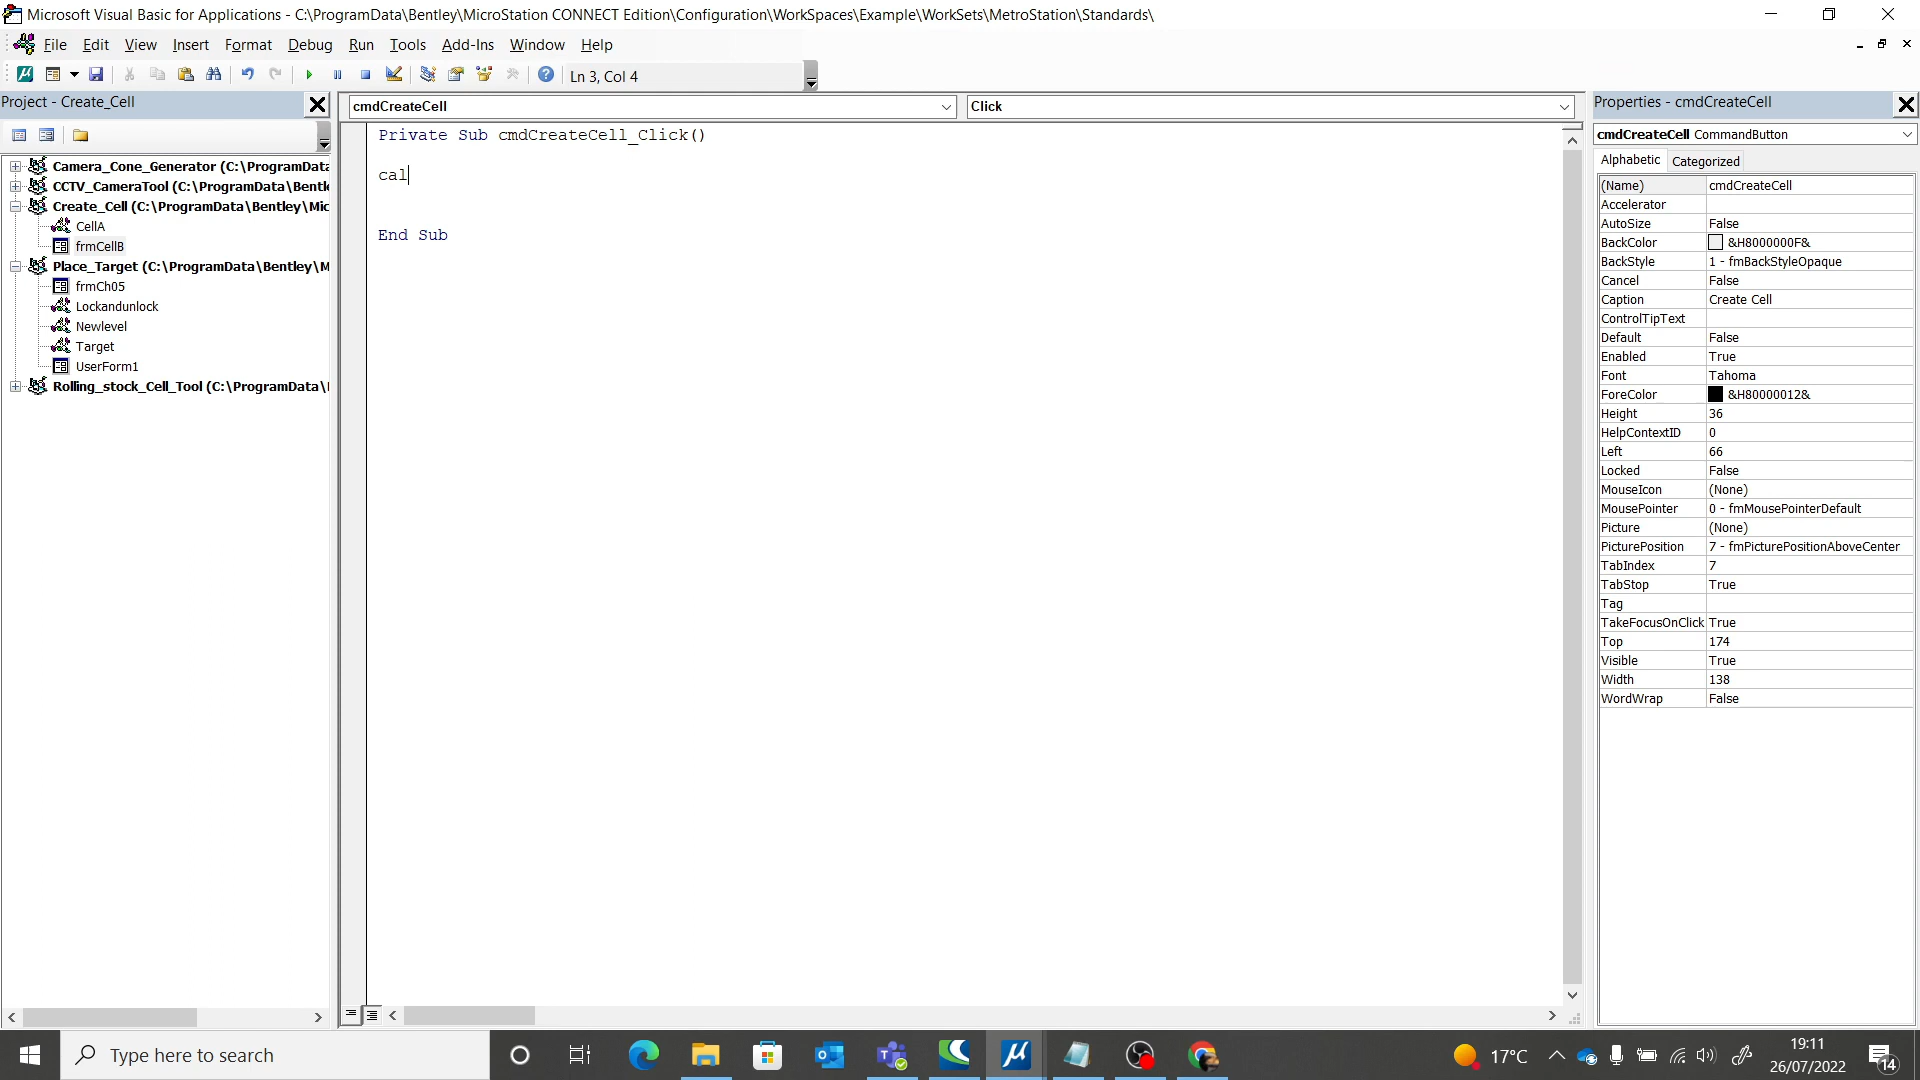 Microsoft Visual Basic for Applications - C:\ProgramData\Bentley\MicroStation CONNECT Edition\Configuration\WorkSpaces\Example\WorkSets\MetroStation\Standards\
File Edit View Insert Format Debug Run Tools Add-Ins Window Help
Ln 3, Col 4
Project - Create_Cell
Camera_Cone_Generator (C:\ProgramData
CCTV_CameraTool (C:\ProgramData\Bentle
Create_Cell (C:\ProgramData\Bentley\Mic
CellA
frmCellB
Place_Target (C:\ProgramData\Bentley\M
frmCh05
Lockandunlock
Newlevel
Target
UserForm1
Rolling_stock_Cell_Tool (C:\ProgramData\
cmdCreateCell
Click
Private Sub cmdCreateCell_Click()
cal
End Sub
Properties - cmdCreateCell
cmdCreateCell CommandButton
Alphabetic Categorized
(Name) cmdCreateCell
Accelerator
AutoSize False
BackColor &H8000000F&
BackStyle 1 - fmBackStyleOpaque
Cancel False
Caption Create Cell
ControlTipText
Default False
Enabled True
Font Tahoma
ForeColor &H80000012&
Height 36
HelpContextID 0
Left 66
Locked False
MouseIcon (None)
MousePointer 0 - fmMousePointerDefault
Picture (None)
PicturePosition 7 - fmPicturePositionAboveCenter
TabIndex 7
TabStop True
Tag
TakeFocusOnClick True
Top 174
Visible True
Width 138
WordWrap False
Type here to search
17°C
19:11
26/07/2022
14